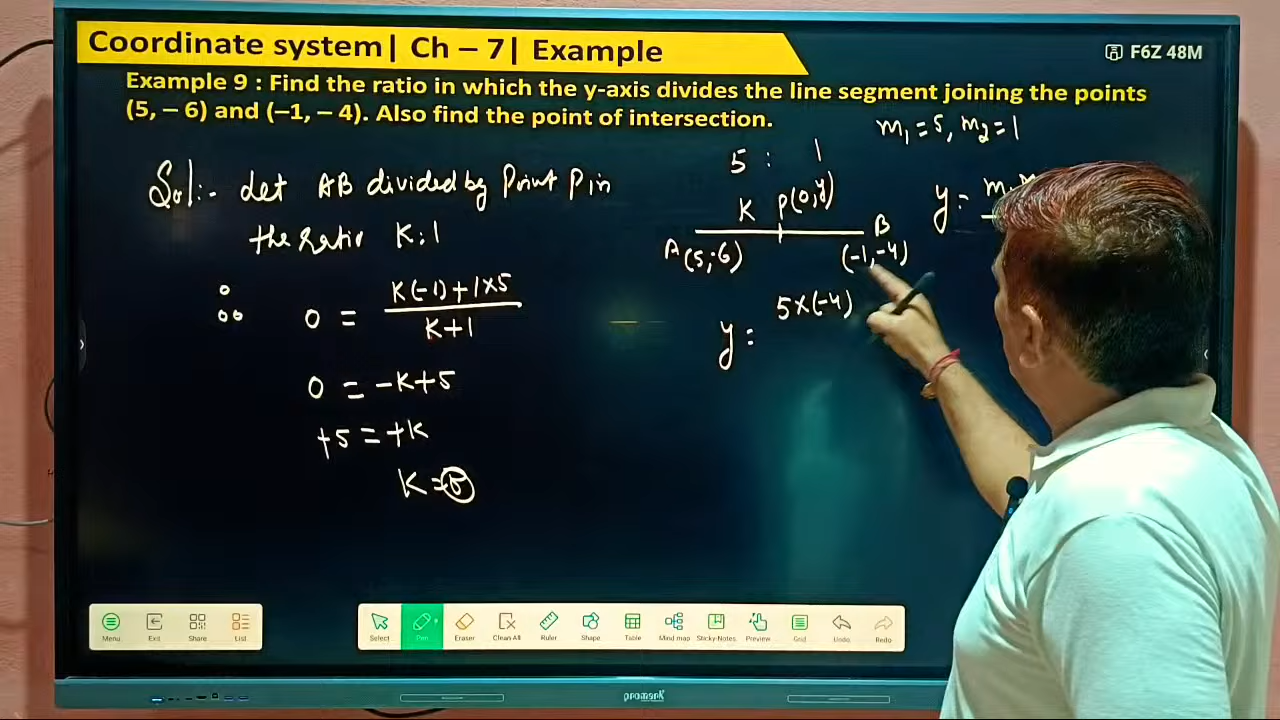 Coordinate system| Ch – 7| Example
F6Z 48M
Example 9 : Find the ratio in which the y-axis divides the line segment joining the points
(5, – 6) and (–1, – 4). Also find the point of intersection.
m₁ = 5, m₂ = 1
5 : 1
Sol:- Let AB divided by Point P in
the ratio K:1
K P(0,y)
A(5,-6) B (-1,-4)
y =
∴ 0 = K(-1)+1×5 / K+1
y = 5×(-4)
0 = -K+5
+5 = +K
K = 5
Menu Exit Share List
Select Pen Eraser Clean All Ruler Shape Table Mind map Sticky-Notes Preview Grid Undo Redo
promark